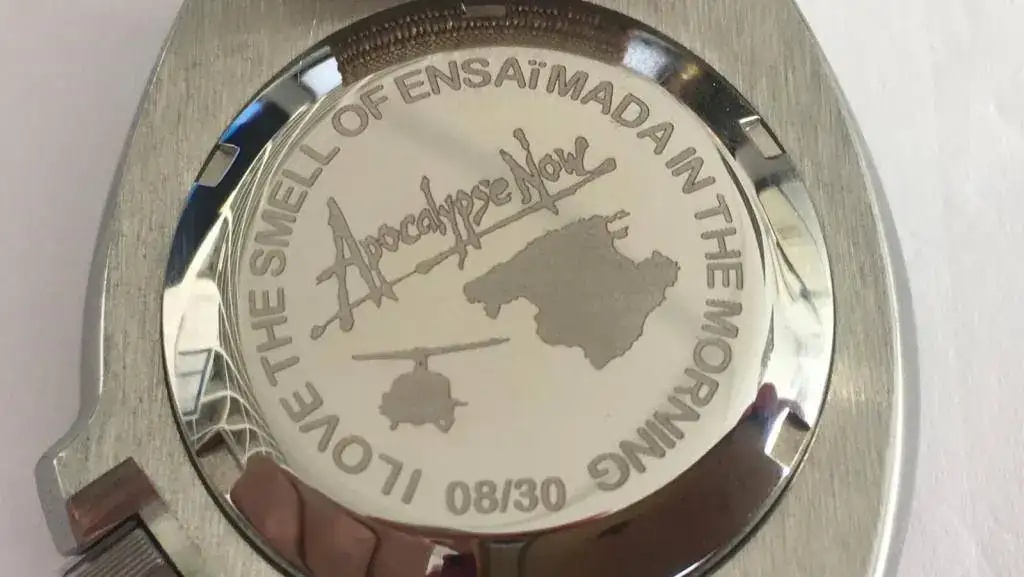 I LOVE THE SMELL OF ENSAïMADA IN THE MORNING
Apocalypse Now
08/30